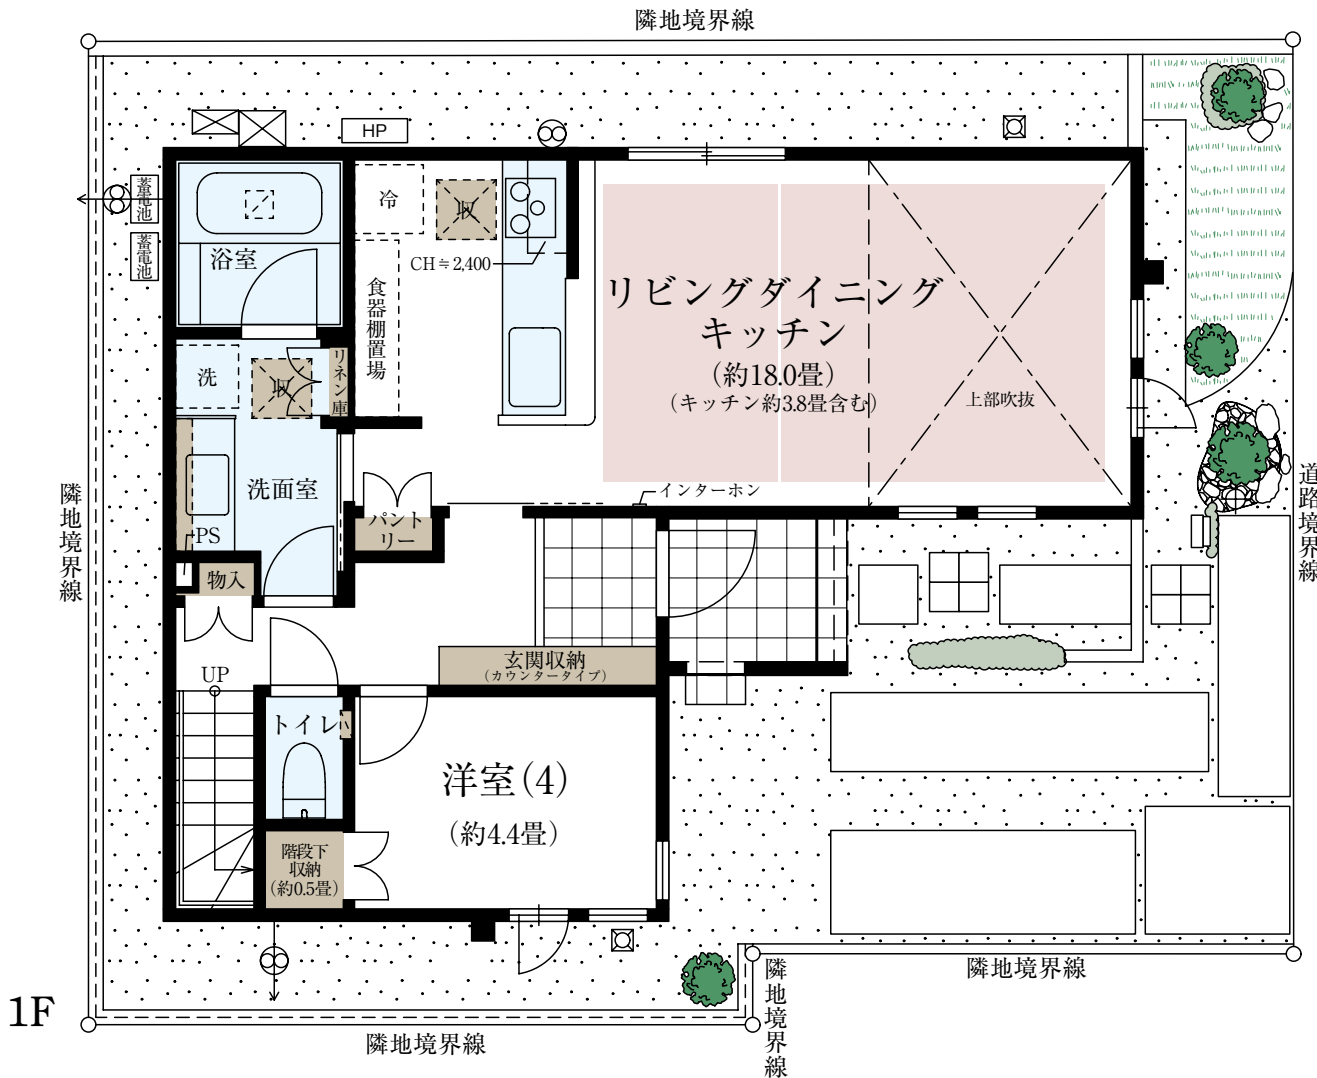 隣地境界線
HP
蓄電池
蓄電池
浴室
冷
収
CH≒2,400
食器棚置場
リビングダイニング
キッチン
（約18.0畳）
（キッチン約3.8畳含む）
上部吹抜
洗
収
リネン庫
洗面室
PS
物入
パント
リー
インターホン
隣地境界線
道路境界線
UP
玄関収納
（カウンタータイプ）
トイレ
洋室(4)
（約4.4畳）
階段下
収納
（約0.5畳）
隣地境界線
隣地境界線
隣地境界線
1F